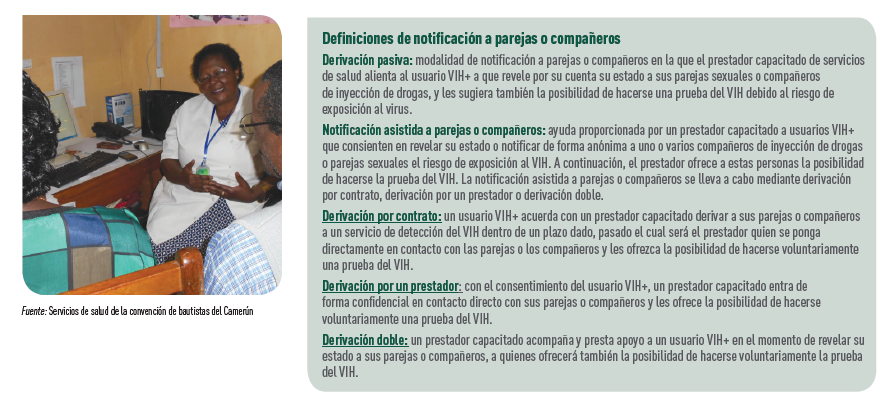 Definiciones de notificación a parejas o compañeros
Derivación pasiva: modalidad de notificación a parejas o compañeros en la que el prestador capacitado de servicios
de salud alienta al usuario VIH+ a que revele por su cuenta su estado a sus parejas sexuales o compañeros
de inyección de drogas, y les sugiera también la posibilidad de hacerse una prueba del VIH debido al riesgo de
exposición al virus.
Notificación asistida a parejas o compañeros: ayuda proporcionada por un prestador capacitado a usuarios VIH+
que consienten en revelar su estado o notificar de forma anónima a uno o varios compañeros de inyección de drogas
o parejas sexuales el riesgo de exposición al VIH. A continuación, el prestador ofrece a estas personas la posibilidad
de hacerse la prueba del VIH. La notificación asistida a parejas o compañeros se lleva a cabo mediante derivación
por contrato, derivación por un prestador o derivación doble.
Derivación por contrato: un usuario VIH+ acuerda con un prestador capacitado derivar a sus parejas o compañeros
a un servicio de detección del VIH dentro de un plazo dado, pasado el cual será el prestador quien se ponga
directamente en contacto con las parejas o los compañeros y les ofrezca la posibilidad de hacerse voluntariamente
una prueba del VIH.
Derivación por un prestador: con el consentimiento del usuario VIH+, un prestador capacitado entra de
forma confidencial en contacto directo con sus parejas o compañeros y les ofrece la posibilidad de hacerse
voluntariamente una prueba del VIH.
Derivación doble: un prestador capacitado acompaña y presta apoyo a un usuario VIH+ en el momento de revelar su
estado a sus parejas o compañeros, a quienes ofrecerá también la posibilidad de hacerse voluntariamente la prueba
del VIH.
Fuente: Servicios de salud de la convención de bautistas del Camerún